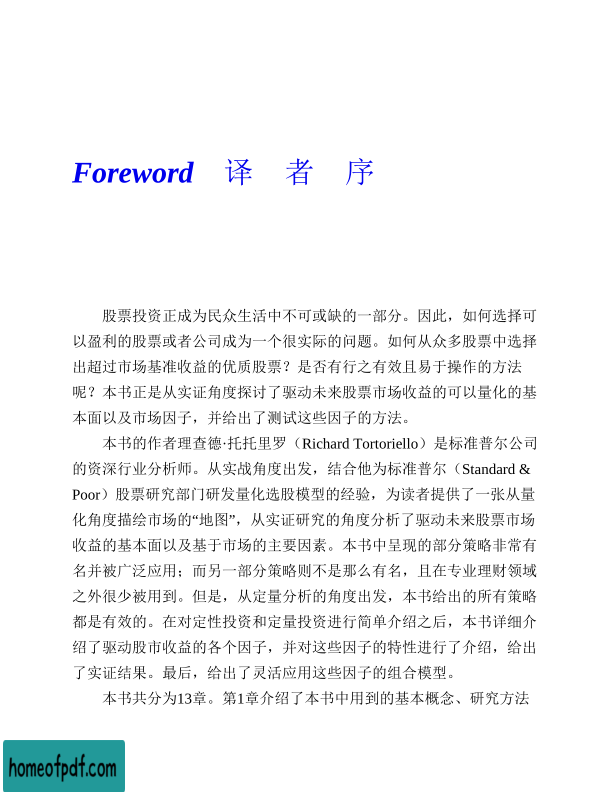 Foreword 译 者 序
股票投资正成为民众生活中不可或缺的一部分。因此，如何选择可
以盈利的股票或者公司成为一个很实际的问题。如何从众多股票中选择
出超过市场基准收益的优质股票？是否有行之有效且易于操作的方法
呢？本书正是从实证角度探讨了驱动未来股票市场收益的可以量化的基
本面以及市场因子，并给出了测试这些因子的方法。
本书的作者理查德·托托里罗（Richard Tortoriello）是标准普尔公司
的资深行业分析师。从实战角度出发，结合他为标准普尔（Standard &
Poor）股票研究部门研发量化选股模型的经验，为读者提供了一张从量
化角度描绘市场的“地图”，从实证研究的角度分析了驱动未来股票市场
收益的基本面以及基于市场的主要因素。本书中呈现的部分策略非常有
名并被广泛应用；而另一部分策略则不是那么有名，且在专业理财领域
之外很少被用到。但是，从定量分析的角度出发，本书给出的所有策略
都是有效的。在对定性投资和定量投资进行简单介绍之后，本书详细介
绍了驱动股市收益的各个因子，并对这些因子的特性进行了介绍，给出
了实证结果。最后，给出了灵活应用这些因子的组合模型。
本书共分为13章。第1章介绍了本书中用到的基本概念、研究方法
homeofpdf.com